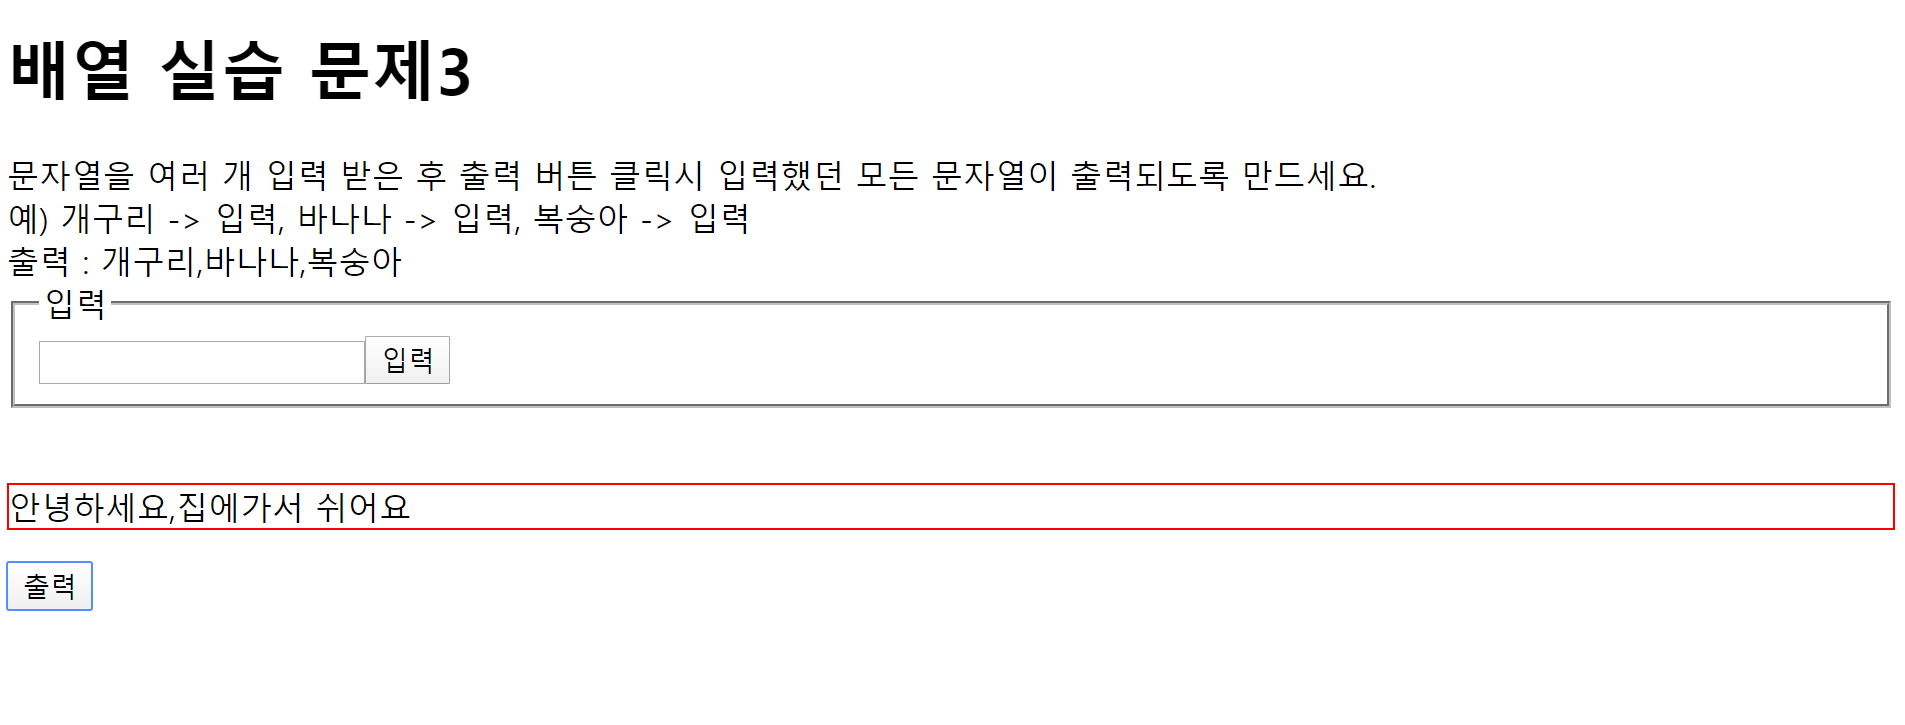 배열 실습 문제3
문자열을 여러 개 입력 받은 후 출력 버튼 클릭시 입력했던 모든 문자열이 출력되도록 만드세요.
예) 개구리 -> 입력, 바나나 -> 입력, 복숭아 -> 입력
출력 : 개구리,바나나,복숭아
입력
입력
안녕하세요,집에가서 쉬어요
출력